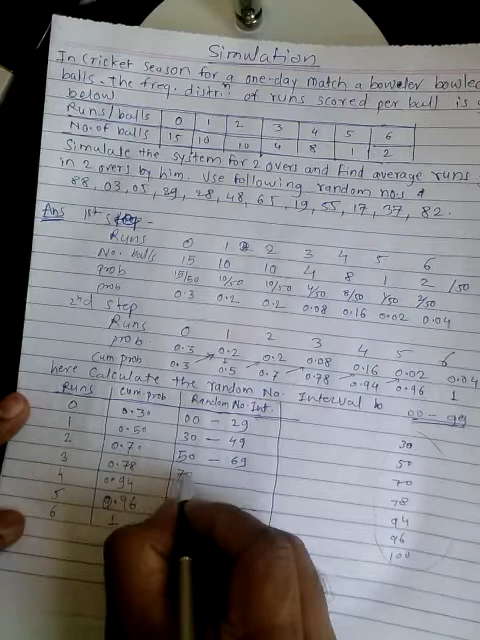 Simulation
In Cricket season for a one-day match a bowler bowled
balls. The freq. distriⁿ of runs scored per ball is
below
Runs/balls 0 1 2 3 4 5 6
No. of balls 15 10 10 4 8 1 2
Simulate the system for 2 overs and find average runs
in 2 overs by him. Use following random nos
88, 03, 05, 29, 28, 48, 65, 19, 55, 17, 37, 82.
Ans 1st step
Runs 0 1 2 3 4 5 6
No. balls 15 10 10 4 8 1 2 /50
prob 15/50 10/50 10/50 4/50 8/50 1/50 2/50
prob 0.3 0.2 0.2 0.08 0.16 0.02 0.04
2nd step
Runs 0 1 2 3 4 5 6
prob 0.3 0.2 0.2 0.08 0.16 0.02 0.04
Cum.prob 0.3 0.5 0.7 0.78 0.94 0.96 1
here Calculate the random No. Interval b 00 - 99
Runs Cum.prob Random No. Int.
0 0.30 00 - 29 30
1 0.50 30 - 49 50
2 0.70 50 - 69 70
3 0.78 70 78
4 0.94 94
5 0.96 96
6 1 100